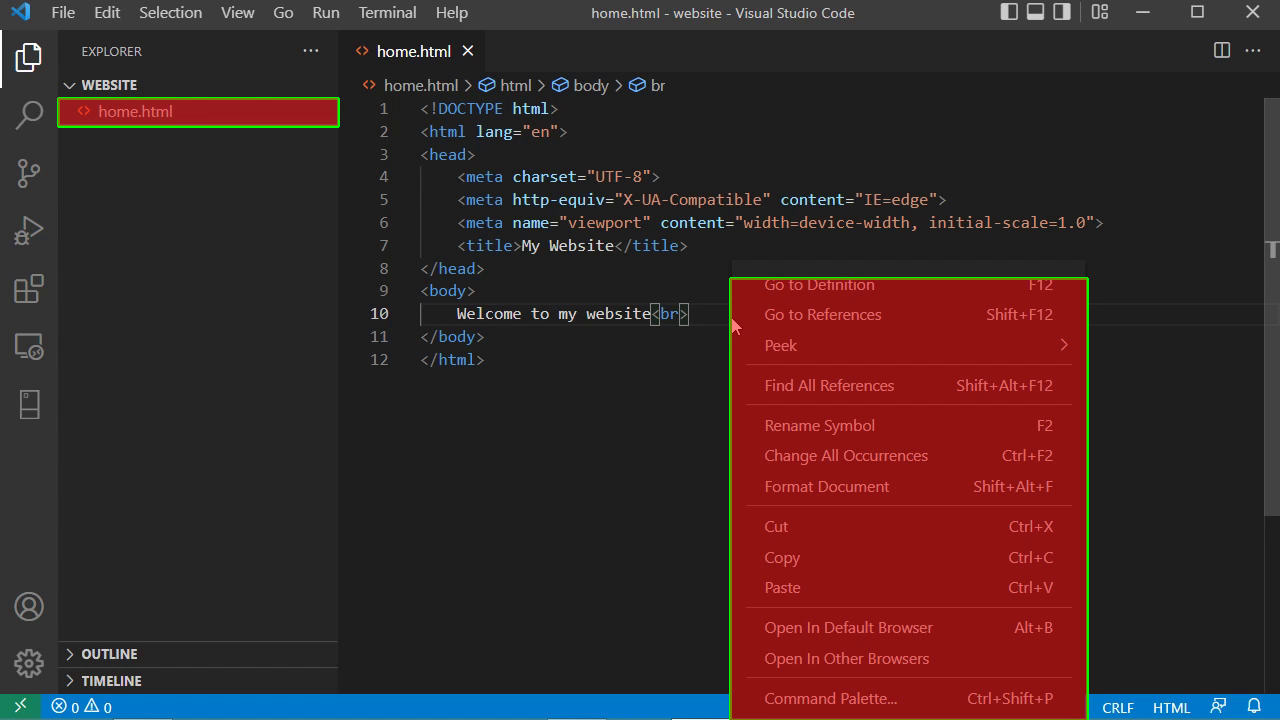 File Edit Selection View Go Run Terminal Help home.html - website - Visual Studio Code
EXPLORER
WEBSITE
home.html
OUTLINE
TIMELINE
home.html
home.html > html > body > br
1 <!DOCTYPE html>
2 <html lang="en">
3 <head>
4 <meta charset="UTF-8">
5 <meta http-equiv="X-UA-Compatible" content="IE=edge">
6 <meta name="viewport" content="width=device-width, initial-scale=1.0">
7 <title>My Website</title>
8 </head>
9 <body>
10 Welcome to my website<br>
11 </body>
12 </html>
Go to Definition F12
Go to References Shift+F12
Peek
Find All References Shift+Alt+F12
Rename Symbol F2
Change All Occurrences Ctrl+F2
Format Document Shift+Alt+F
Cut Ctrl+X
Copy Ctrl+C
Paste Ctrl+V
Open In Default Browser Alt+B
Open In Other Browsers
Command Palette... Ctrl+Shift+P
0 0 CRLF HTML